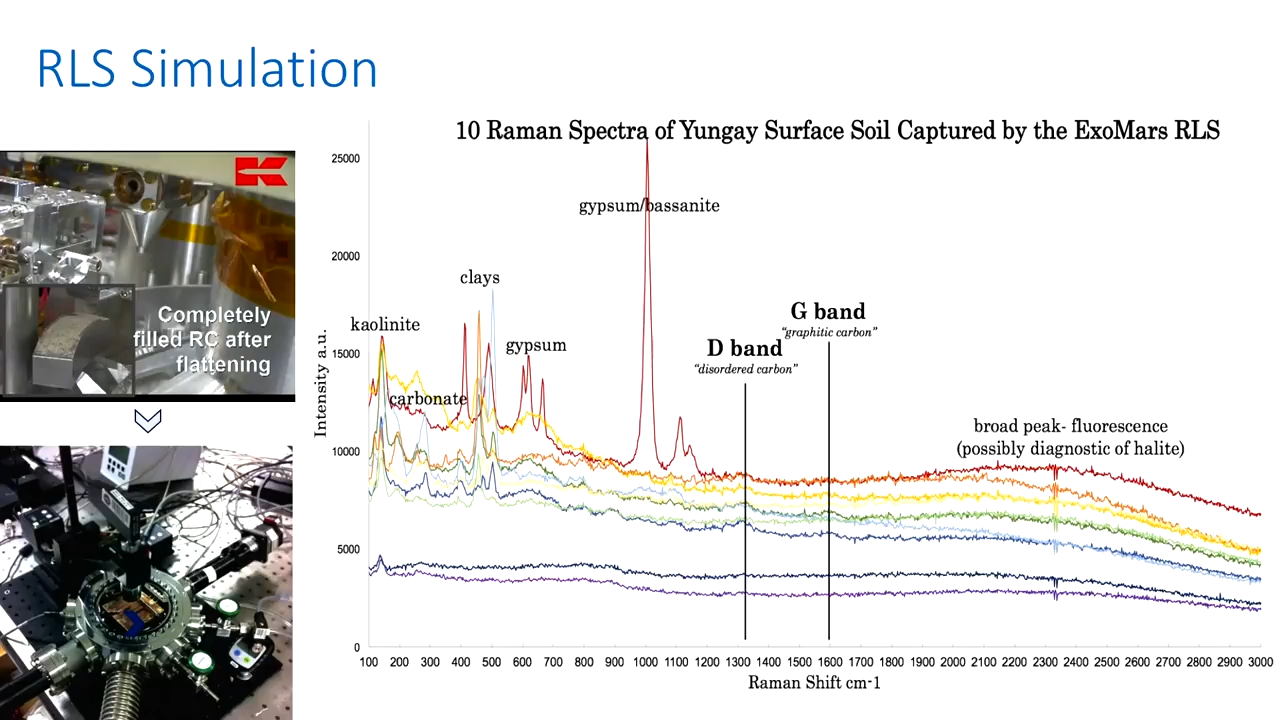 RLS Simulation
Completely
filled RC after
flattening
10 Raman Spectra of Yungay Surface Soil Captured by the ExoMars RLS
25000
gypsum/bassanite
20000
clays
G band
“graphitic carbon”
kaolinite
gypsum
D band
“disordered carbon”
15000
Intensity a.u.
carbonate
broad peak- fluorescence
(possibly diagnostic of halite)
10000
5000
0
100 200 300 400 500 600 700 800 900 1000 1100 1200 1300 1400 1500 1600 1700 1800 1900 2000 2100 2200 2300 2400 2500 2600 2700 2800 2900 3000
Raman Shift cm-1